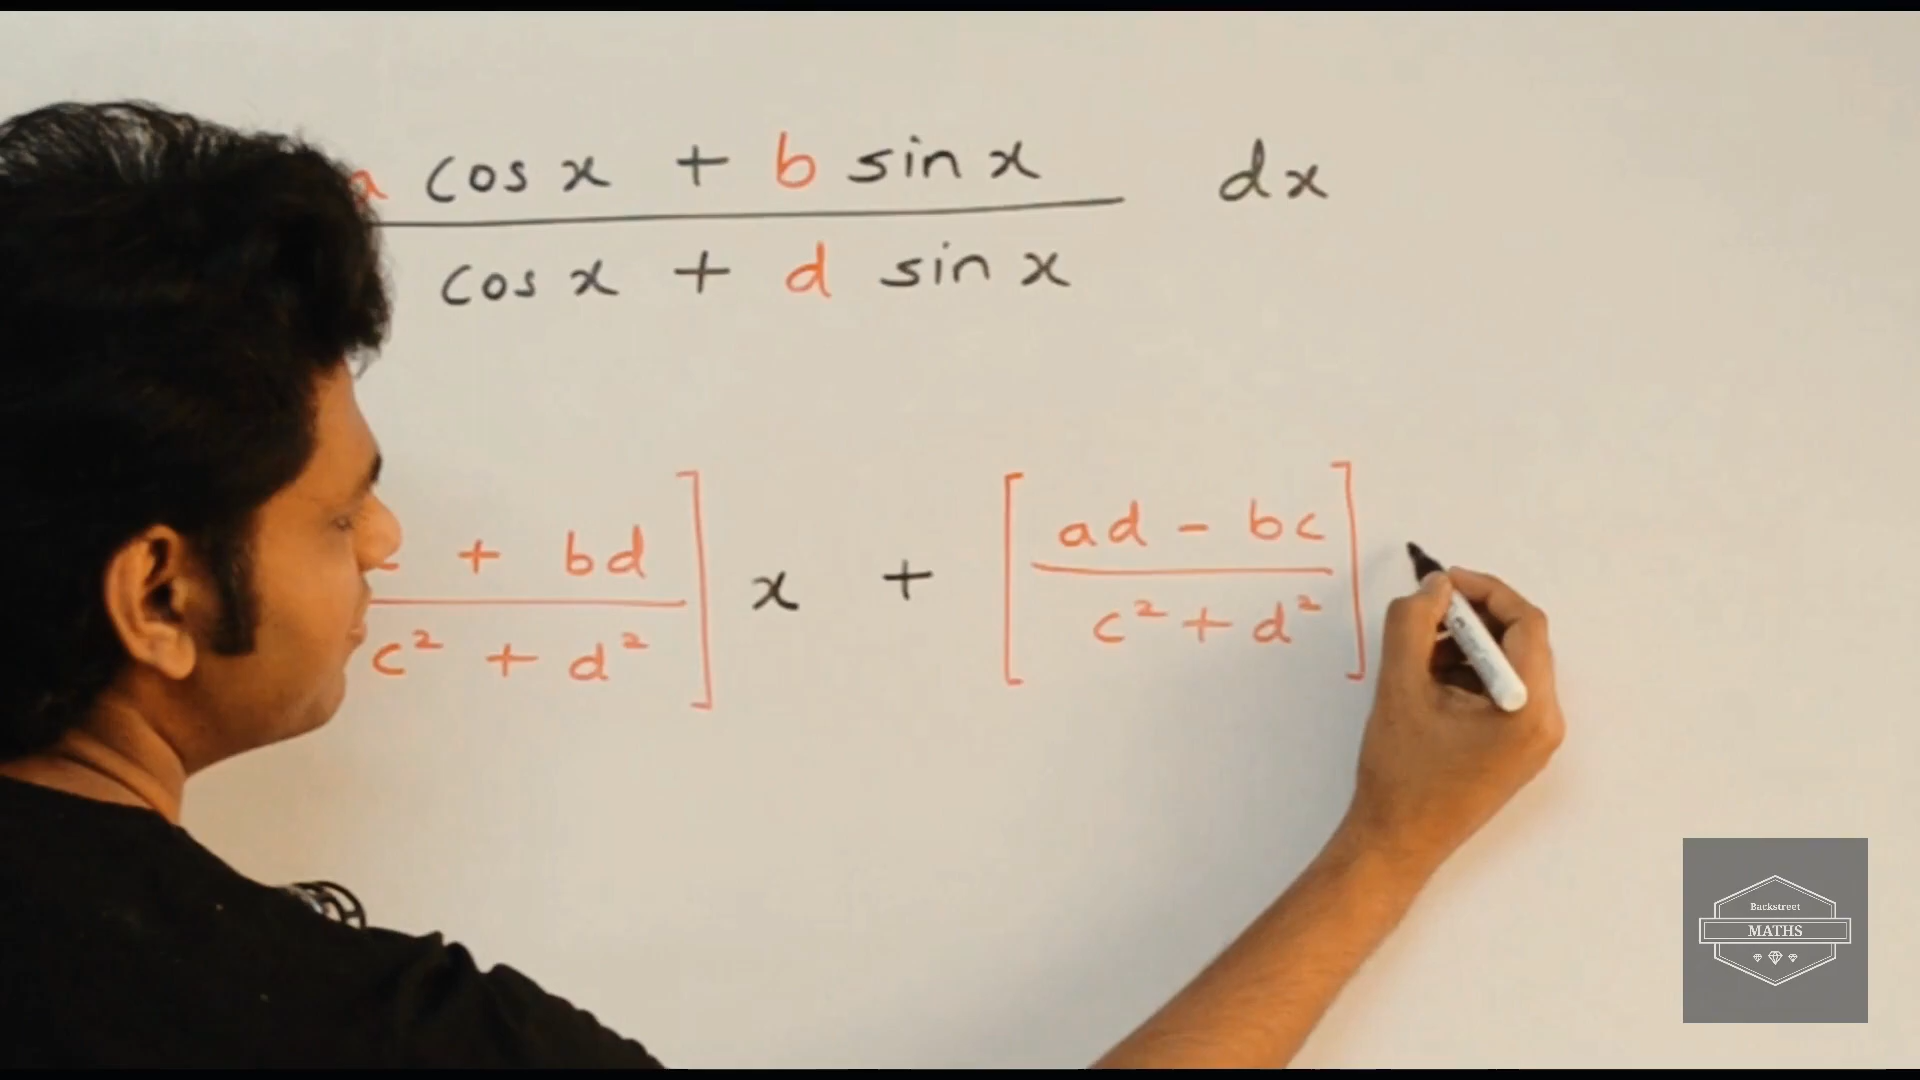 a cos x + b sin x dx
cos x + d sin x
+ bd ] x + [ ad - bc ]
c² + d² c² + d²
Backstreet
MATHS